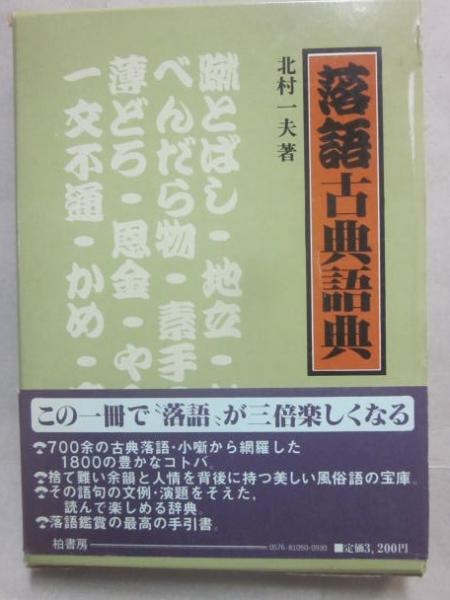 落語古典語典
北村一夫著
蹴とばし-地立-
べんだら物-素手
薄どろ-恩金-や
一文不通-かめ-
この一冊で〝落語〟が三倍楽しくなる
700余の古典落語・小噺から網羅した
1800の豊かなコトバ。
捨て難い余韻と人情を背後に持つ美しい風俗語の宝庫。
その語句の文例・演題をそえた,
読んで楽しめる辞典。
落語鑑賞の最高の手引書。
柏書房
0576-81050-0930
■定価3,200円